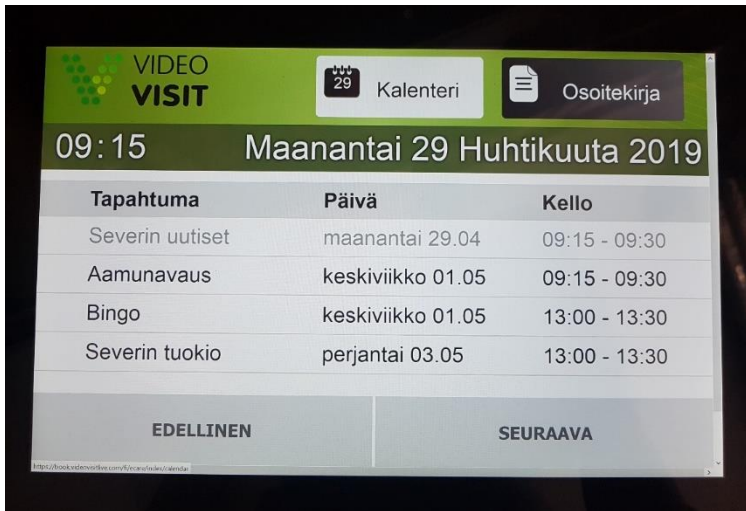 VIDEO
VISIT
29
Kalenteri
Osoitekirja
09:15 Maanantai 29 Huhtikuuta 2019
Tapahtuma Päivä Kello
Severin uutiset maanantai 29.04 09:15 - 09:30
Aamunavaus keskiviikko 01.05 09:15 - 09:30
Bingo keskiviikko 01.05 13:00 - 13:30
Severin tuokio perjantai 03.05 13:00 - 13:30
EDELLINEN SEURAAVA